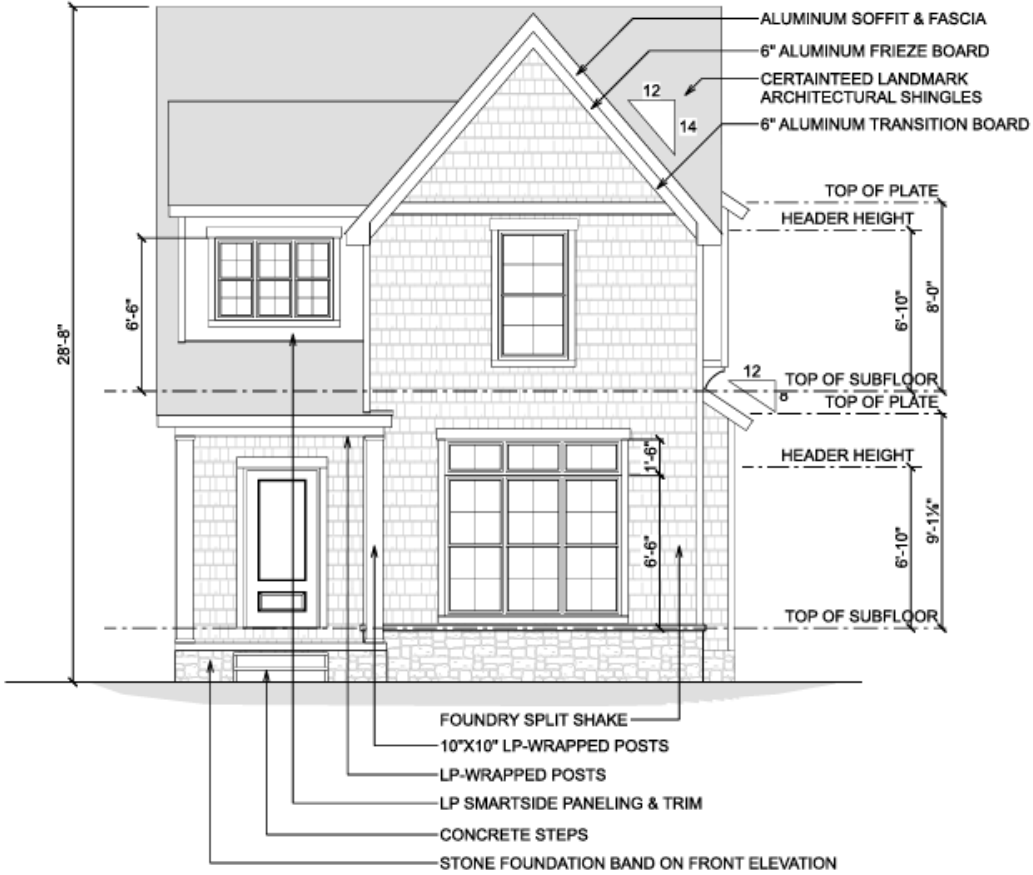 ALUMINUM SOFFIT & FASCIA
6" ALUMINUM FRIEZE BOARD
CERTAINTEED LANDMARK
ARCHITECTURAL SHINGLES
12
14
6" ALUMINUM TRANSITION BOARD
TOP OF PLATE
HEADER HEIGHT
6'-6"
6'-10"
8'-0"
28'-8"
12
8
TOP OF SUBFLOOR
TOP OF PLATE
HEADER HEIGHT
1'-6"
6'-6"
6'-10"
9'-1⅛"
TOP OF SUBFLOOR
FOUNDRY SPLIT SHAKE
10"X10" LP-WRAPPED POSTS
LP-WRAPPED POSTS
LP SMARTSIDE PANELING & TRIM
CONCRETE STEPS
STONE FOUNDATION BAND ON FRONT ELEVATION